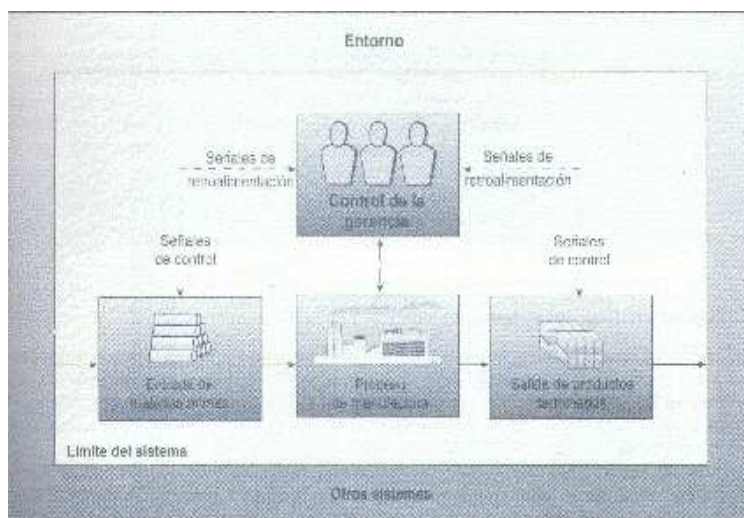 Entorno
Señales de
retroalimentación
Señales de
retroalimentación
Control de la
gerencia
Señales
de control
Señales
de control
Entrada de
materias primas
Proceso
de manufactura
Salida de productos
terminados
Límite del sistema
Otros sistemas